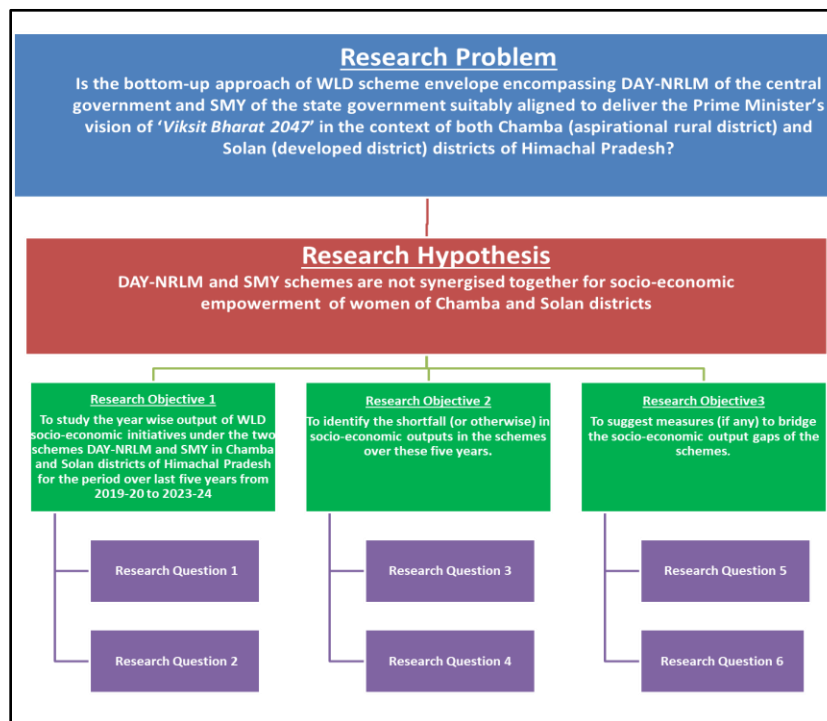 Research Problem
Is the bottom-up approach of WLD scheme envelope encompassing DAY-NRLM of the central
government and SMY of the state government suitably aligned to deliver the Prime Minister's
vision of 'Viksit Bharat 2047' in the context of both Chamba (aspirational rural district) and
Solan (developed district) districts of Himachal Pradesh?
Research Hypothesis
DAY-NRLM and SMY schemes are not synergised together for socio-economic
empowerment of women of Chamba and Solan districts
Research Objective 1
To study the year wise output of WLD
socio-economic initiatives under the two
schemes DAY-NRLM and SMY in Chamba
and Solan districts of Himachal Pradesh
for the period over last five years from
2019-20 to 2023-24
Research Question 1
Research Question 2
Research Objective 2
To identify the shortfall (or otherwise) in
socio-economic outputs in the schemes
over these five years.
Research Question 3
Research Question 4
Research Objective3
To suggest measures (if any) to bridge
the socio-economic output gaps of the
schemes.
Research Question 5
Research Question 6